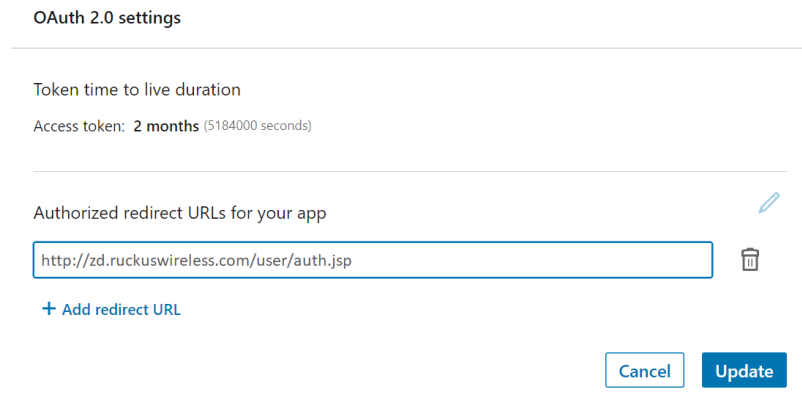 OAuth 2.0 settings
Token time to live duration
Access token: 2 months (5184000 seconds)
Authorized redirect URLs for your app
http://zd.ruckuswireless.com/user/auth.jsp
+ Add redirect URL
Cancel Update